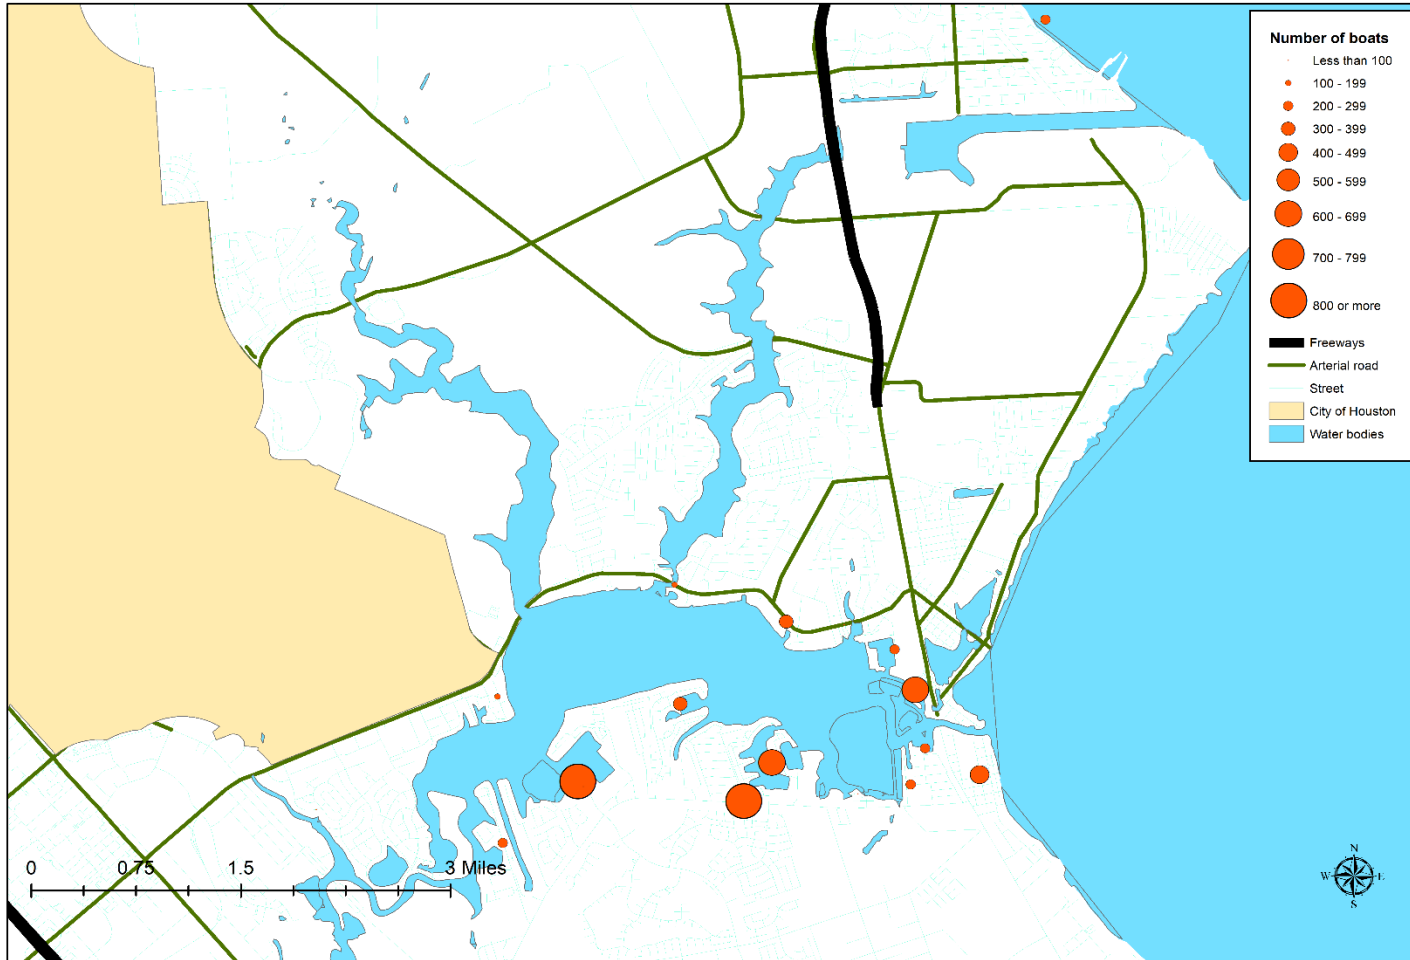 Number of boats
Less than 100
100 - 199
200 - 299
300 - 399
400 - 499
500 - 599
600 - 699
700 - 799
800 or more
Freeways
Arterial road
Street
City of Houston
Water bodies
0 0.75 1.5 3 Miles
N
W E
S